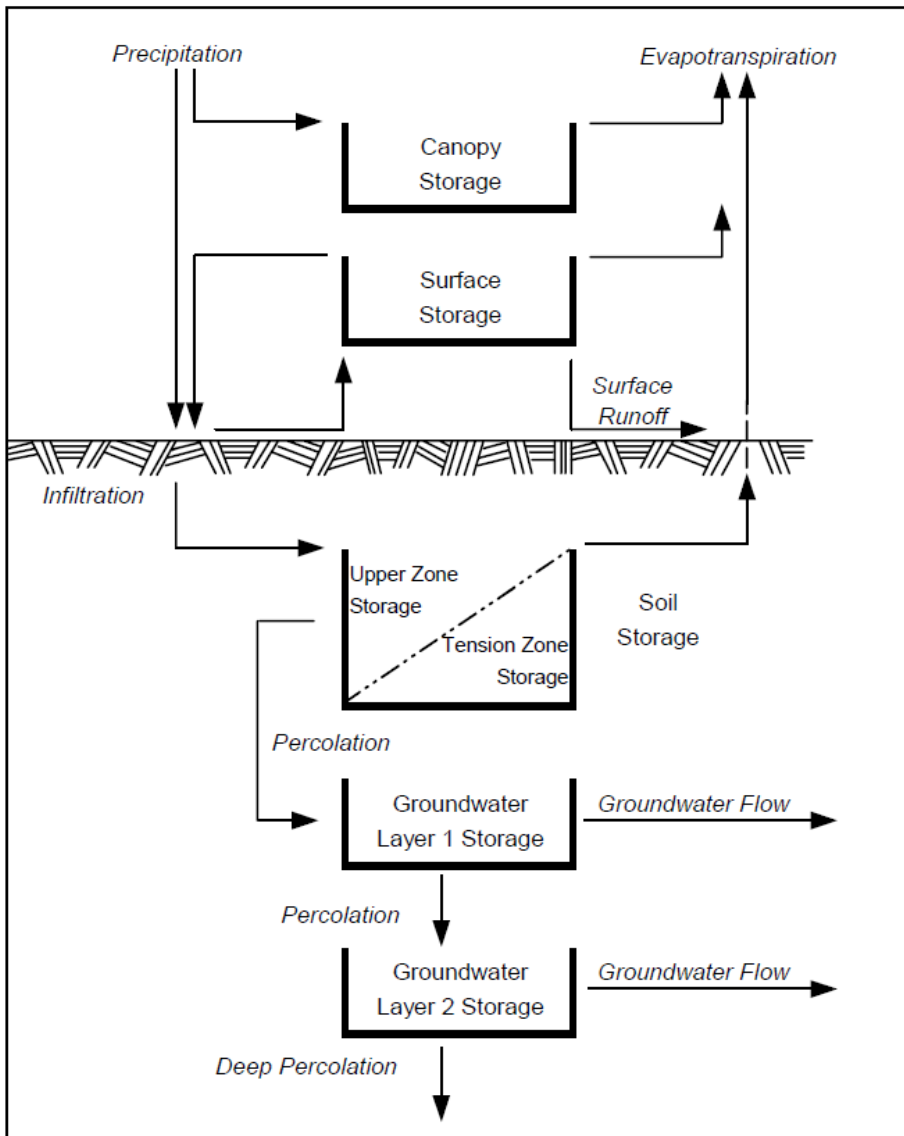 Precipitation
Evapotranspiration
Canopy
Storage
Surface
Storage
Surface
Runoff
Infiltration
Upper Zone
Storage
Tension Zone
Storage
Soil
Storage
Percolation
Groundwater
Layer 1 Storage
Groundwater Flow
Percolation
Groundwater
Layer 2 Storage
Groundwater Flow
Deep Percolation